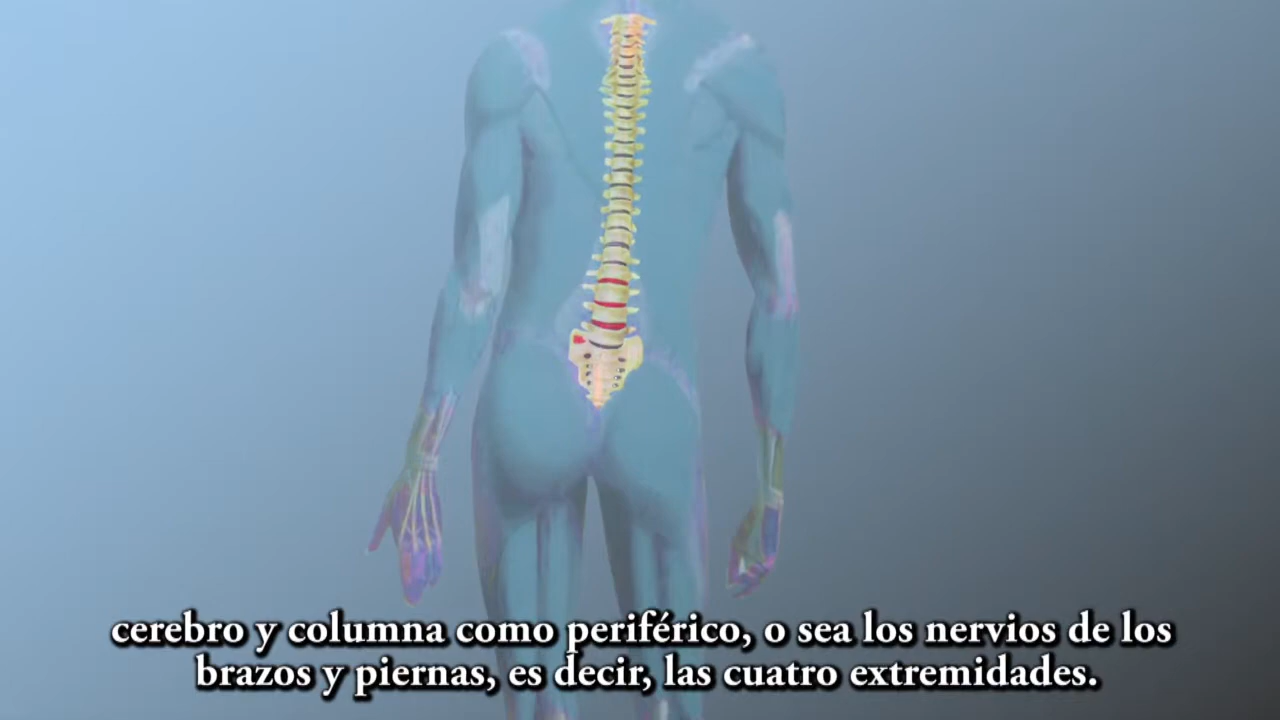 cerebro y columna como periférico, o sea los nervios de los
brazos y piernas, es decir, las cuatro extremidades.